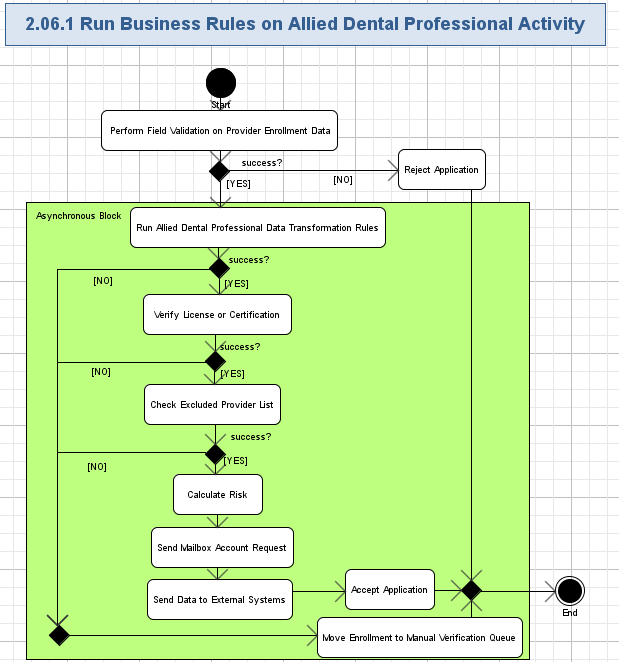 2.06.1 Run Business Rules on Allied Dental Professional Activity
Start
Perform Field Validation on Provider Enrollment Data
success?
[YES]
[NO]
Reject Application
Asynchronous Block
Run Allied Dental Professional Data Transformation Rules
success?
[NO]
[YES]
Verify License or Certification
success?
[NO]
[YES]
Check Excluded Provider List
success?
[NO]
[YES]
Calculate Risk
Send Mailbox Account Request
Send Data to External Systems
Accept Application
End
Move Enrollment to Manual Verification Queue